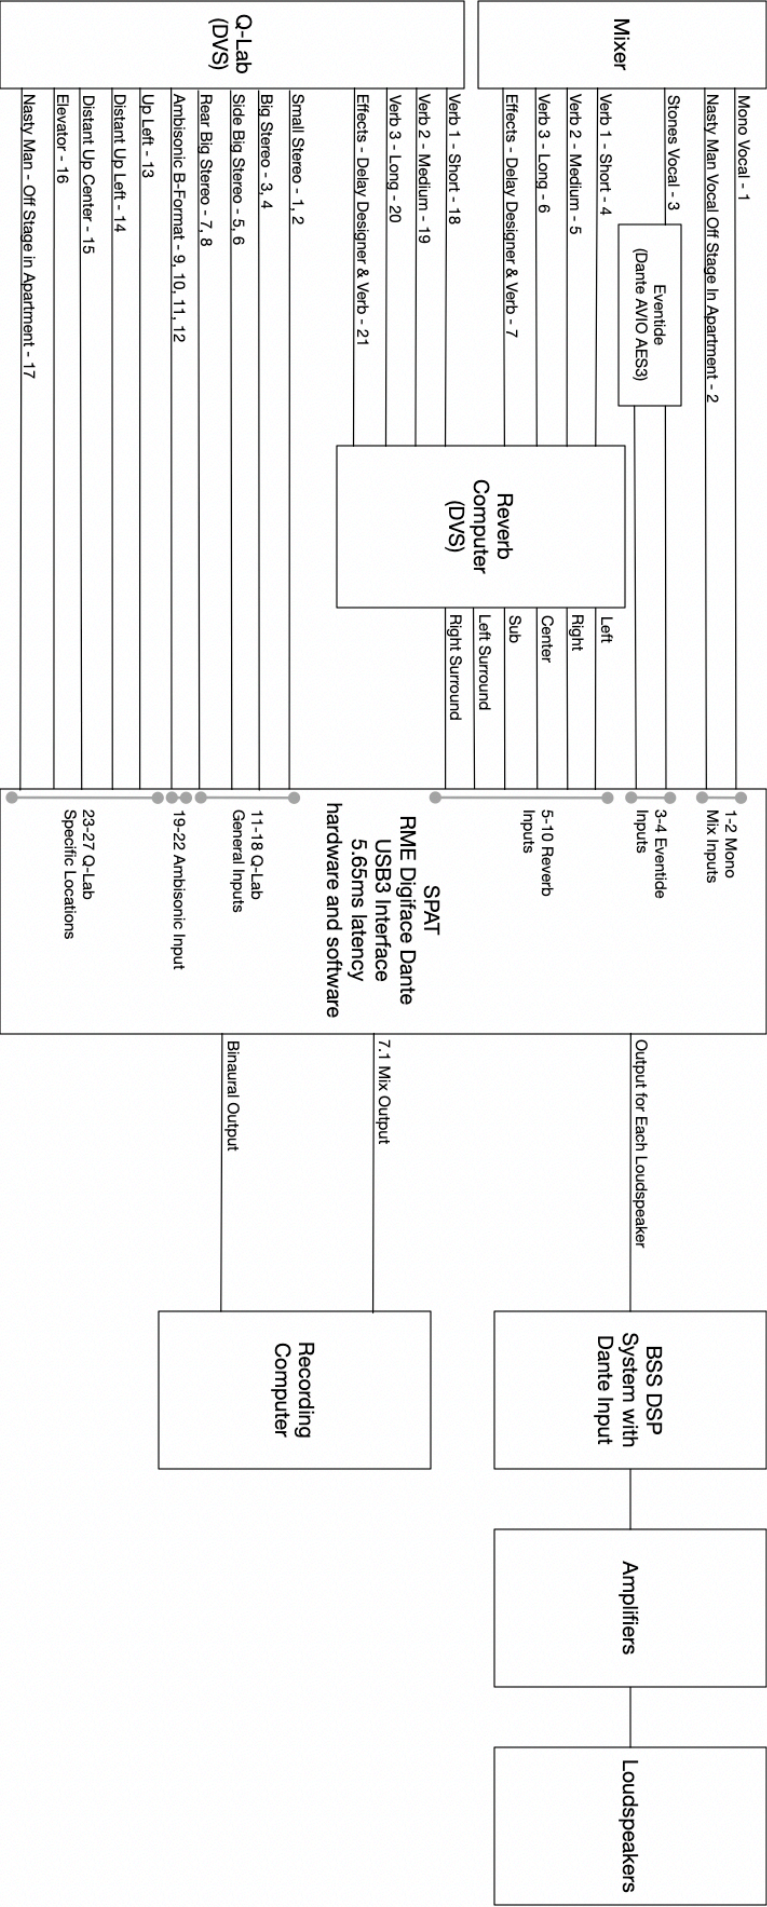 Mixer
Mono Vocal - 1
Nasty Man Vocal Off Stage In Apartment - 2
Stones Vocal - 3
Eventide
(Dante AVIO AES3)
Verb 1 - Short - 4
Verb 2 - Medium - 5
Verb 3 - Long - 6
Effects - Delay Designer & Verb - 7
Q-Lab
(DVS)
Verb 1 - Short - 18
Verb 2 - Medium - 19
Verb 3 - Long - 20
Effects - Delay Designer & Verb - 21
Small Stereo - 1, 2
Big Stereo - 3, 4
Side Big Stereo - 5, 6
Rear Big Stereo - 7, 8
Ambisonic B-Format - 9, 10, 11, 12
Up Left - 13
Distant Up Left - 14
Distant Up Center - 15
Elevator - 16
Nasty Man - Off Stage in Apartment - 17
Reverb
Computer
(DVS)
Left
Right
Center
Sub
Left Surround
Right Surround
1-2 Mono
Mix Inputs
3-4 Eventide
Inputs
5-10 Reverb
Inputs
11-18 Q-Lab
General Inputs
19-22 Ambisonic Input
23-27 Q-Lab
Specific Locations
SPAT
RME Digiface Dante
USB3 Interface
5.65ms latency
hardware and software
Output for Each Loudspeaker
7.1 Mix Output
Binaural Output
BSS DSP
System with
Dante Input
Recording
Computer
Amplifiers
Loudspeakers